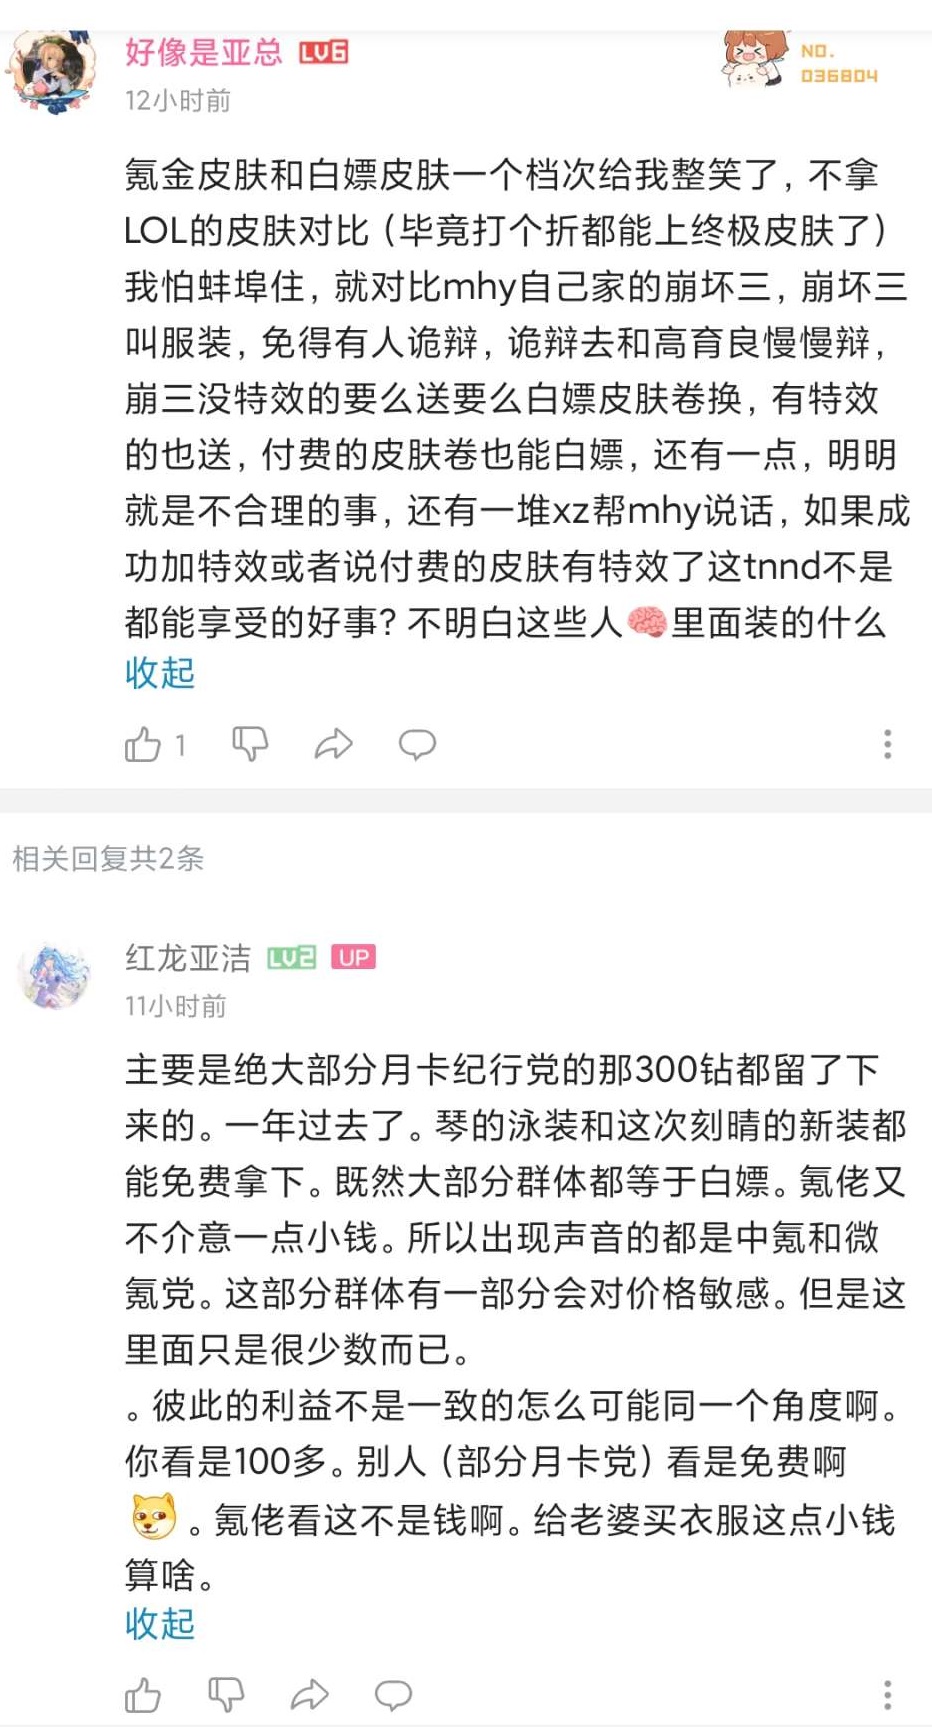 好像是亚总 LV6
NO.
036804
12小时前
氪金皮肤和白嫖皮肤一个档次给我整笑了，不拿
LOL的皮肤对比（毕竟打个折都能上终极皮肤了）
我怕蚌埠住，就对比mhy自己家的崩坏三，崩坏三
叫服装，免得有人诡辩，诡辩去和高育良慢慢辩，
崩三没特效的要么送要么白嫖皮肤卷换，有特效
的也送，付费的皮肤卷也能白嫖，还有一点，明明
就是不合理的事，还有一堆xz帮mhy说话，如果成
功加特效或者说付费的皮肤有特效了这tnnd不是
都能享受的好事？不明白这些人🧠里面装的什么
收起
1
相关回复共2条
红龙亚洁 LV2 UP
11小时前
主要是绝大部分月卡纪行党的那300钻都留了下
来的。一年过去了。琴的泳装和这次刻晴的新装都
能免费拿下。既然大部分群体都等于白嫖。氪佬又
不介意一点小钱。所以出现声音的都是中氪和微
氪党。这部分群体有一部分会对价格敏感。但是这
里面只是很少数而已。
。彼此的利益不是一致的怎么可能同一个角度啊。
你看是100多。别人（部分月卡党）看是免费啊
。氪佬看这不是钱啊。给老婆买衣服这点小钱
算啥。
收起